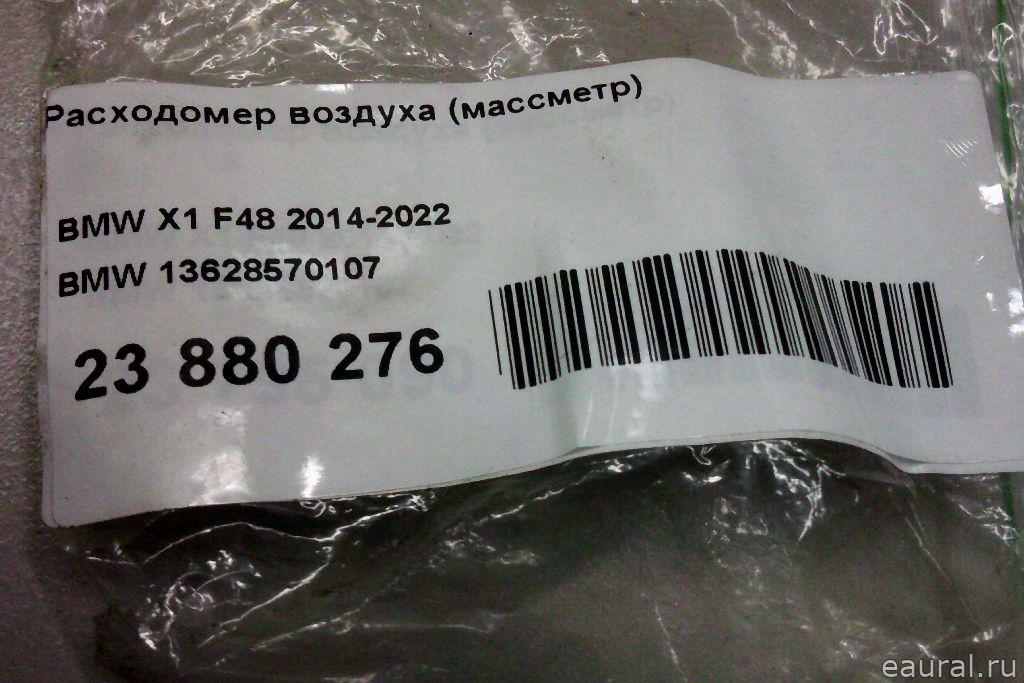 Расходомер воздуха (массметр)
BMW X1 F48 2014-2022
BMW 13628570107
23 880 276
eaural.ru